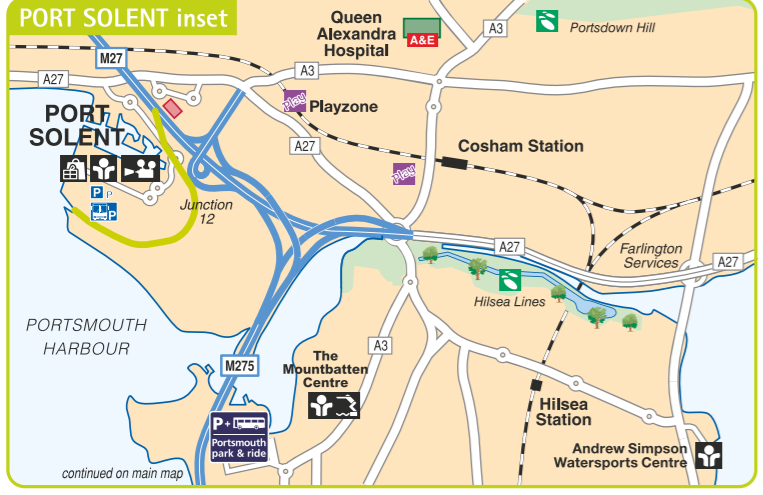 PORT SOLENT inset
Queen
Alexandra
Hospital
A&E
A3
Portsdown Hill
M27
A27
A3
PORT
SOLENT
Play
Playzone
A27
Cosham Station
Play
P P
P
Junction
12
A27
Farlington
Services
A27
Hilsea Lines
PORTSMOUTH
HARBOUR
M275
The
Mountbatten
Centre
A3
Hilsea
Station
P+
Portsmouth
park & ride
Andrew Simpson
Watersports Centre
continued on main map